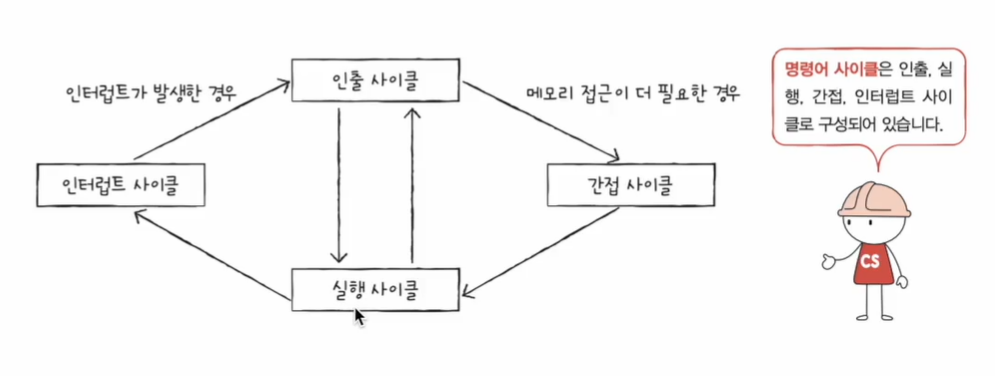 인출 사이클
인터럽트가 발생한 경우
메모리 접근이 더 필요한 경우
인터럽트 사이클
간접 사이클
실행 사이클
명령어 사이클은 인출, 실
행, 간접, 인터럽트 사이
클로 구성되어 있습니다.
CS